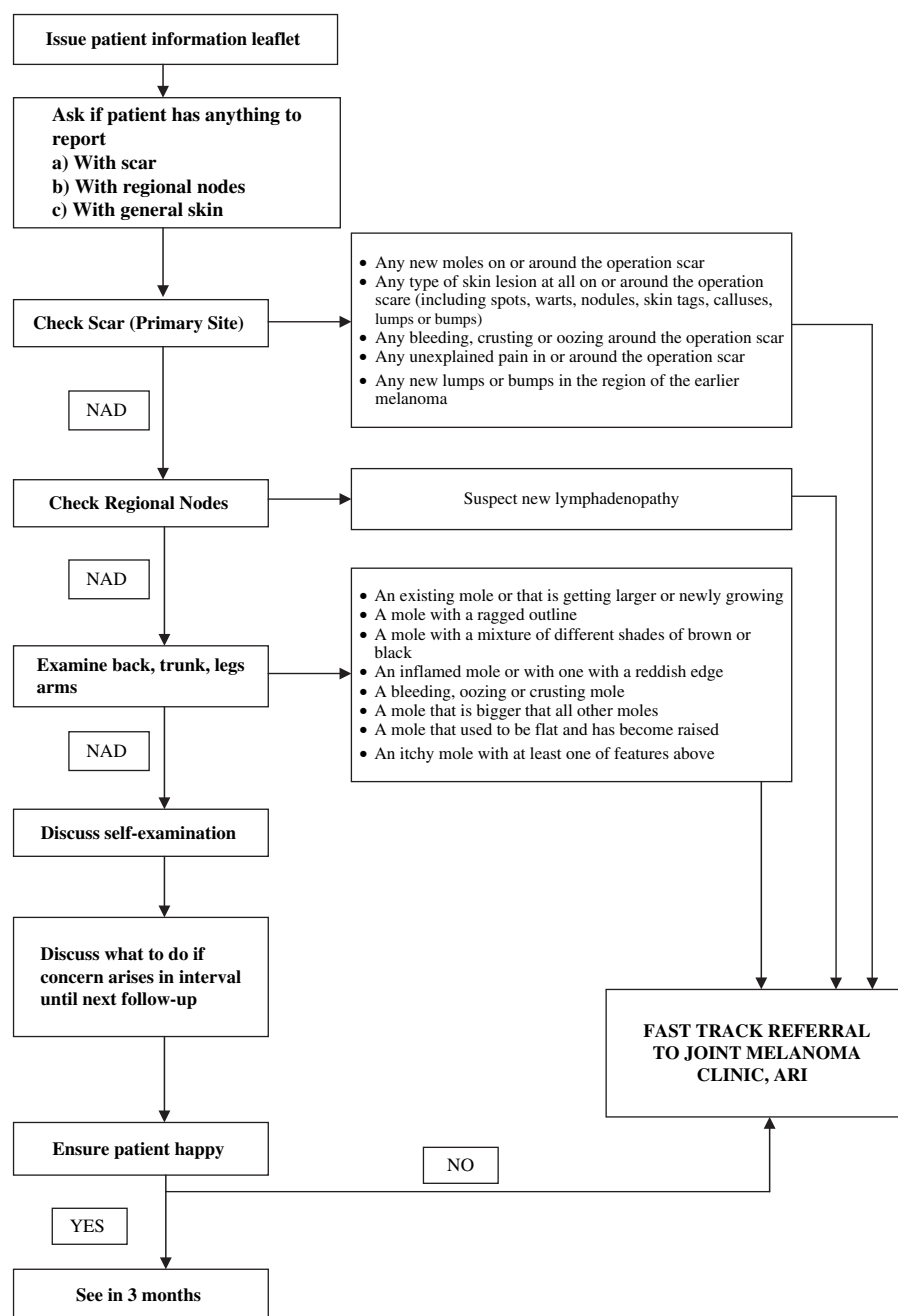 Issue patient information leaflet
Ask if patient has anything to
report
a) With scar
b) With regional nodes
c) With general skin
Check Scar (Primary Site)
• Any new moles on or around the operation scar
• Any type of skin lesion at all on or around the operation
scare (including spots, warts, nodules, skin tags, calluses,
lumps or bumps)
• Any bleeding, crusting or oozing around the operation scar
• Any unexplained pain in or around the operation scar
• Any new lumps or bumps in the region of the earlier
melanoma
NAD
Check Regional Nodes
Suspect new lymphadenopathy
NAD
Examine back, trunk, legs
arms
• An existing mole or that is getting larger or newly growing
• A mole with a ragged outline
• A mole with a mixture of different shades of brown or
black
• An inflamed mole or with one with a reddish edge
• A bleeding, oozing or crusting mole
• A mole that is bigger that all other moles
• A mole that used to be flat and has become raised
• An itchy mole with at least one of features above
NAD
Discuss self-examination
Discuss what to do if
concern arises in interval
until next follow-up
FAST TRACK REFERRAL
TO JOINT MELANOMA
CLINIC, ARI
Ensure patient happy
NO
YES
See in 3 months